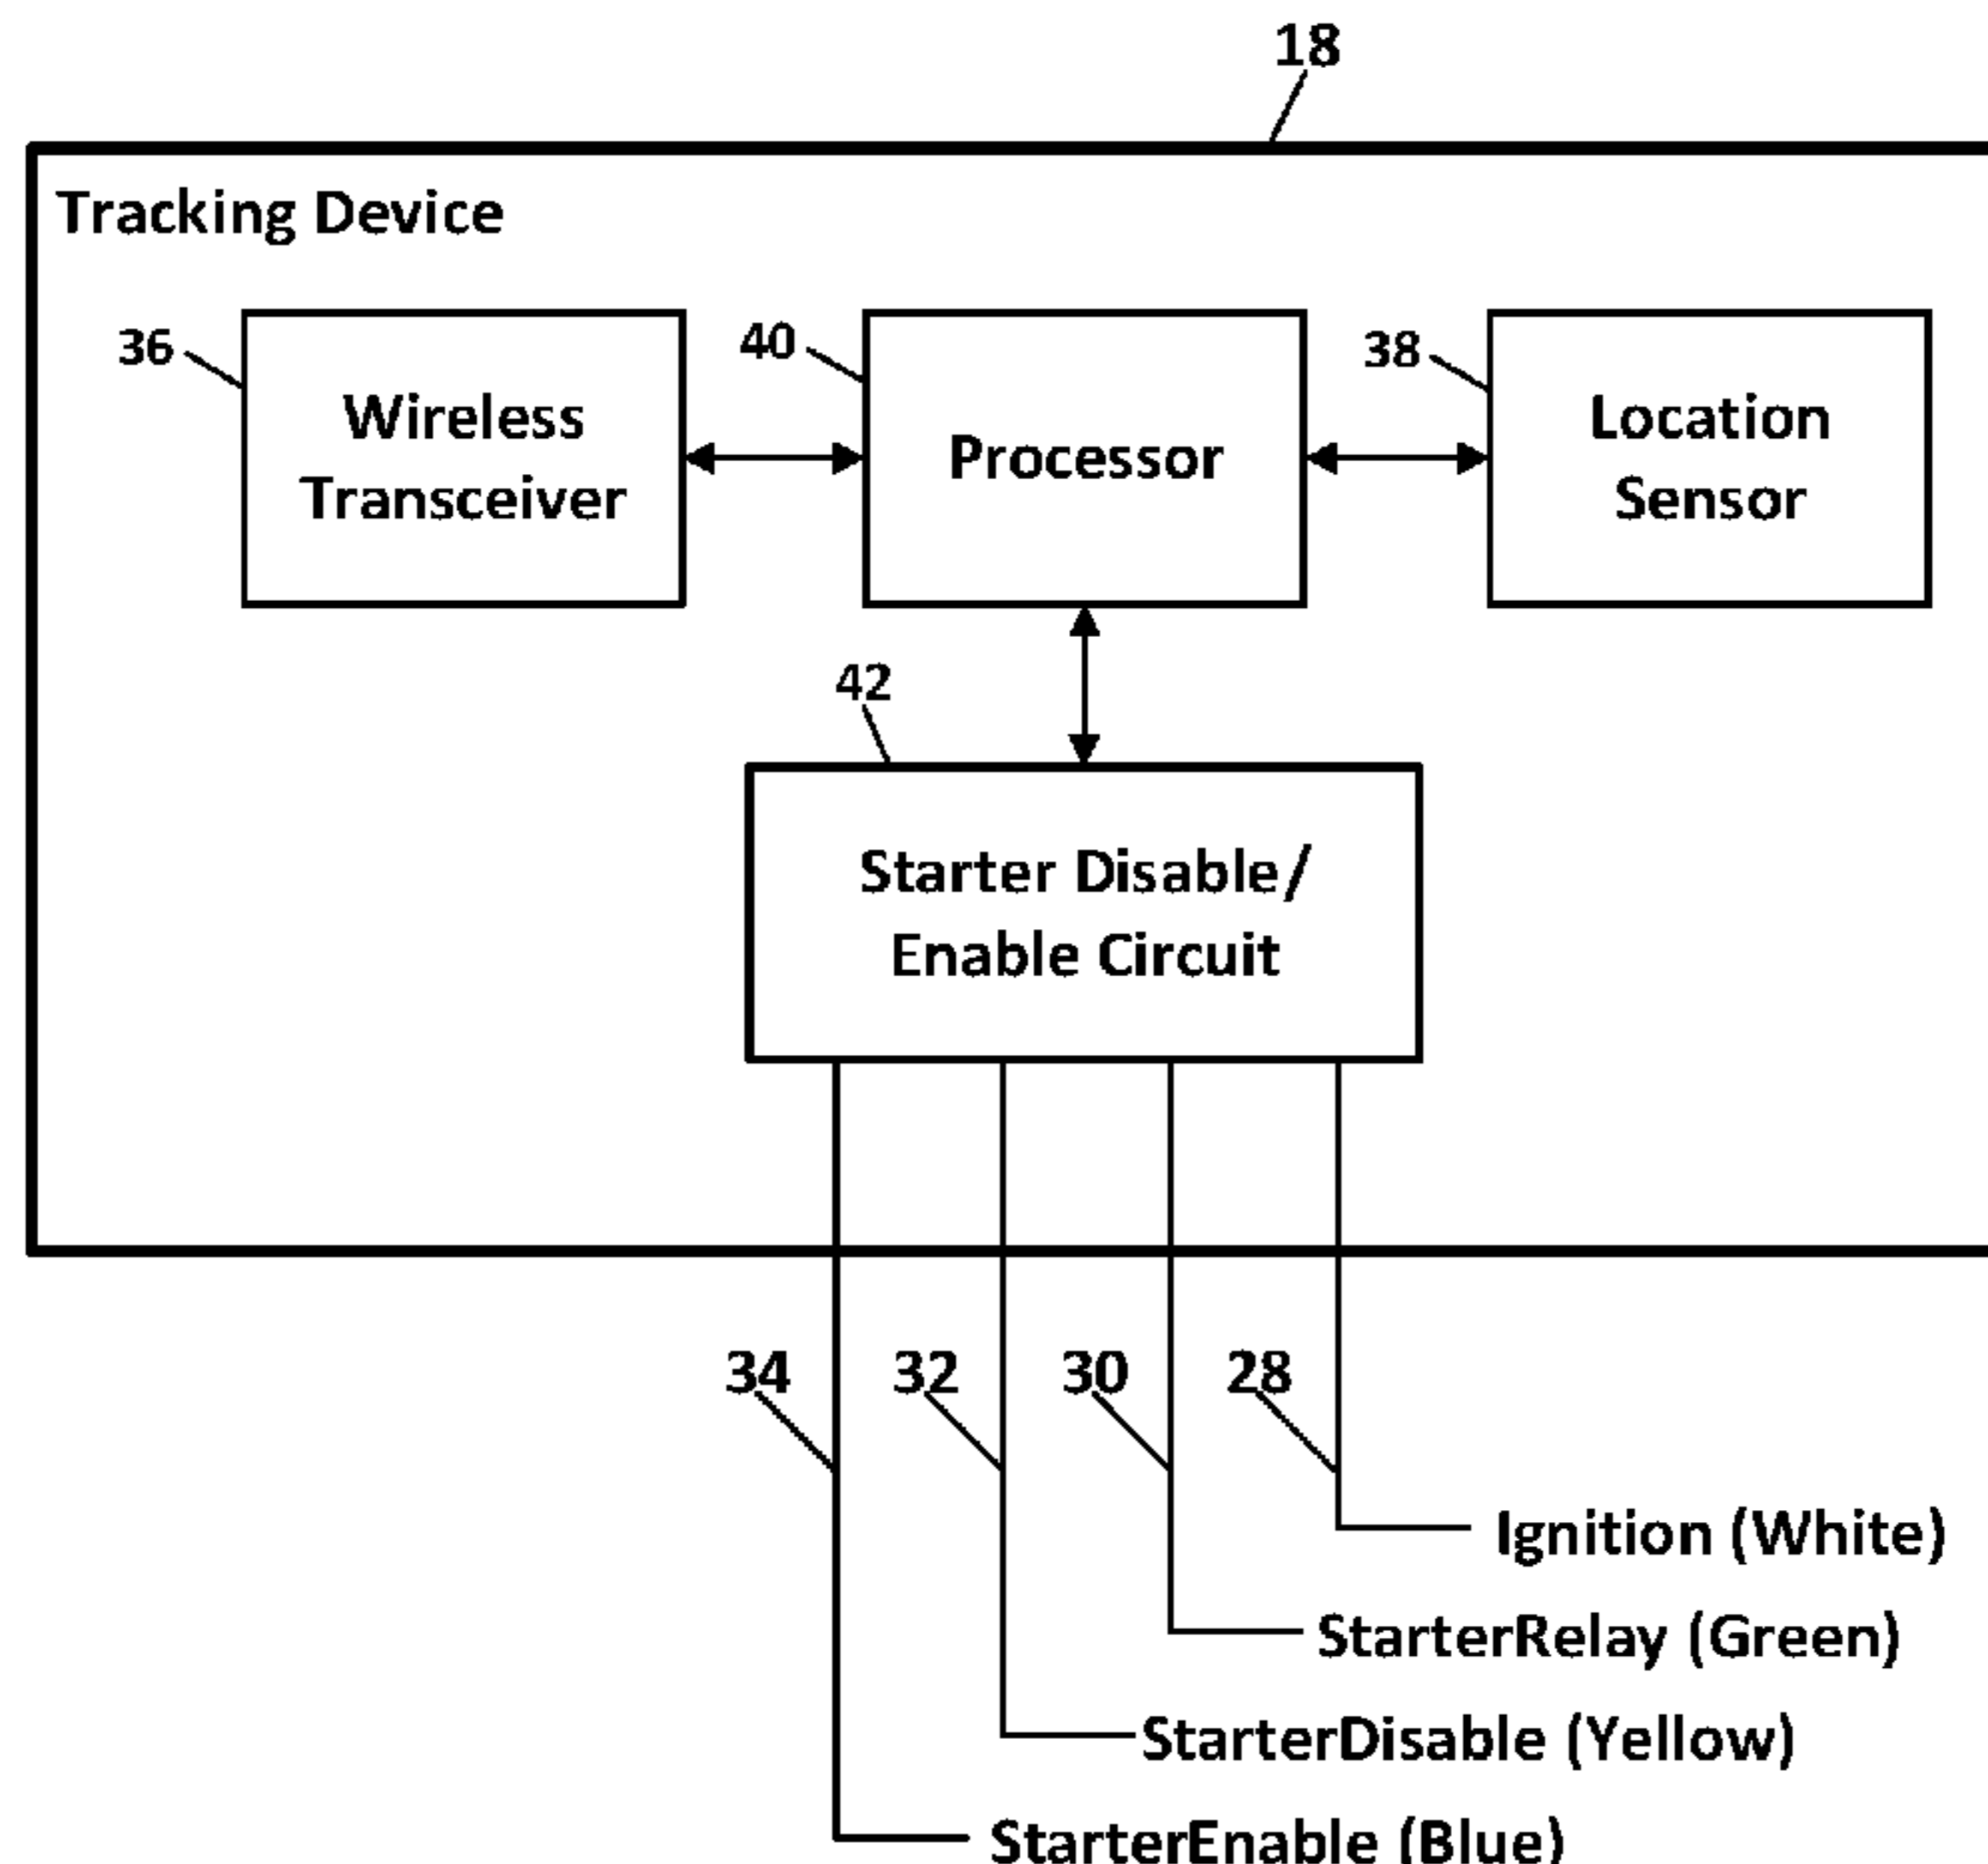 18
Tracking Device
36
Wireless
Transceiver
40
Processor
38
Location
Sensor
42
Starter Disable/
Enable Circuit
34
32
30
28
Ignition (White)
StarterRelay (Green)
StarterDisable (Yellow)
StarterEnable (Blue)